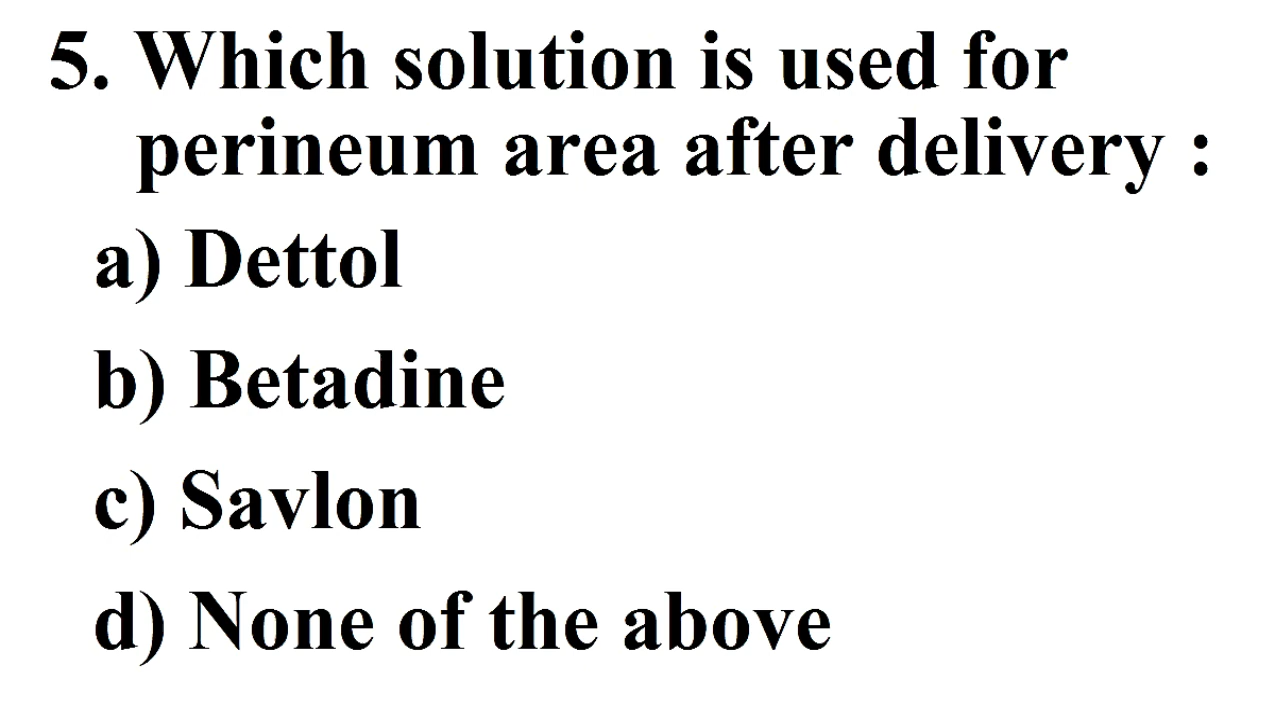 5. Which solution is used for
perineum area after delivery :
a) Dettol
b) Betadine
c) Savlon
d) None of the above